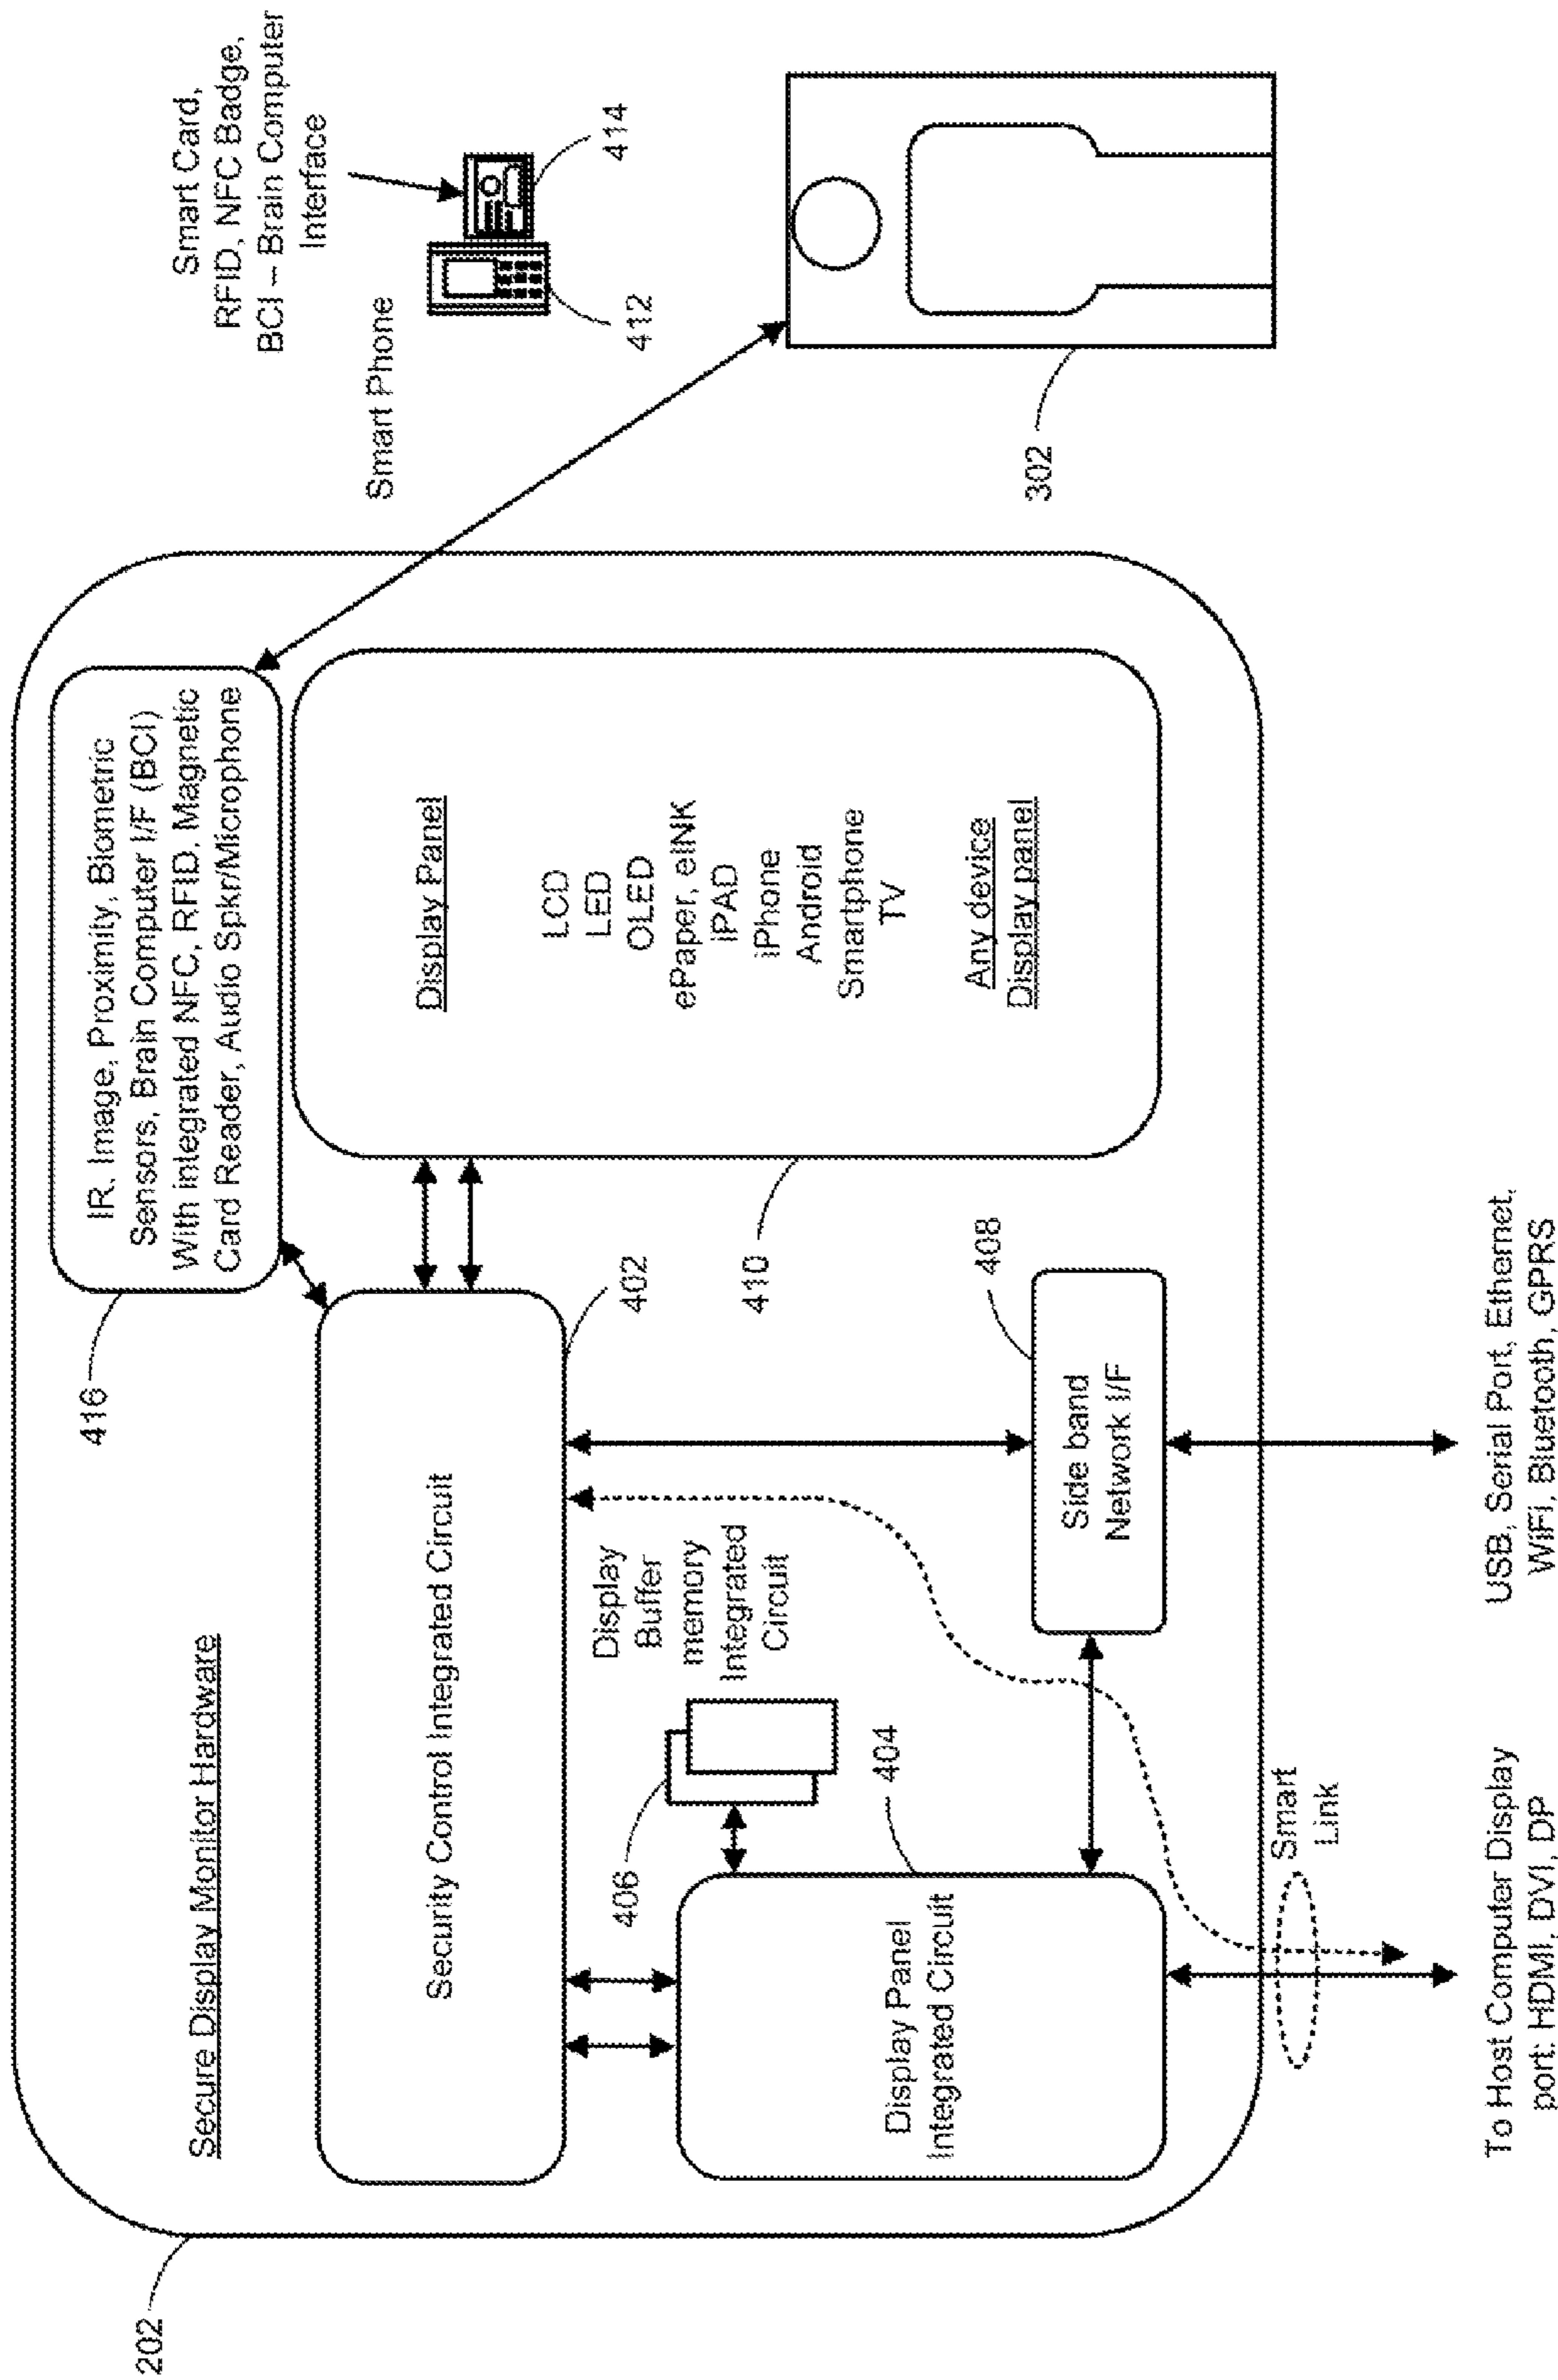 202
Secure Display Monitor Hardware
416
IR, Image, Proximity, Biometric
Sensors, Brain Computer I/F (BCI)
With integrated NFC, RFID, Magnetic
Card Reader, Audio Spkr/Microphone
Smart Card,
RFID, NFC Badge,
BCI – Brain Computer
Interface
Smart Phone
412
414
Security Control Integrated Circuit
402
Display Panel
LCD
LED
OLED
ePaper, eINK
iPAD
iPhone
Android
Smartphone
TV
Any device
Display panel
410
302
406
Display
Buffer
memory
Integrated
Circuit
404
Display Panel
Integrated Circuit
408
Side band
Network I/F
Smart
Link
To Host Computer Display
port: HDMI, DVI, DP
USB, Serial Port, Ethernet,
WiFi, Bluetooth, GPRS